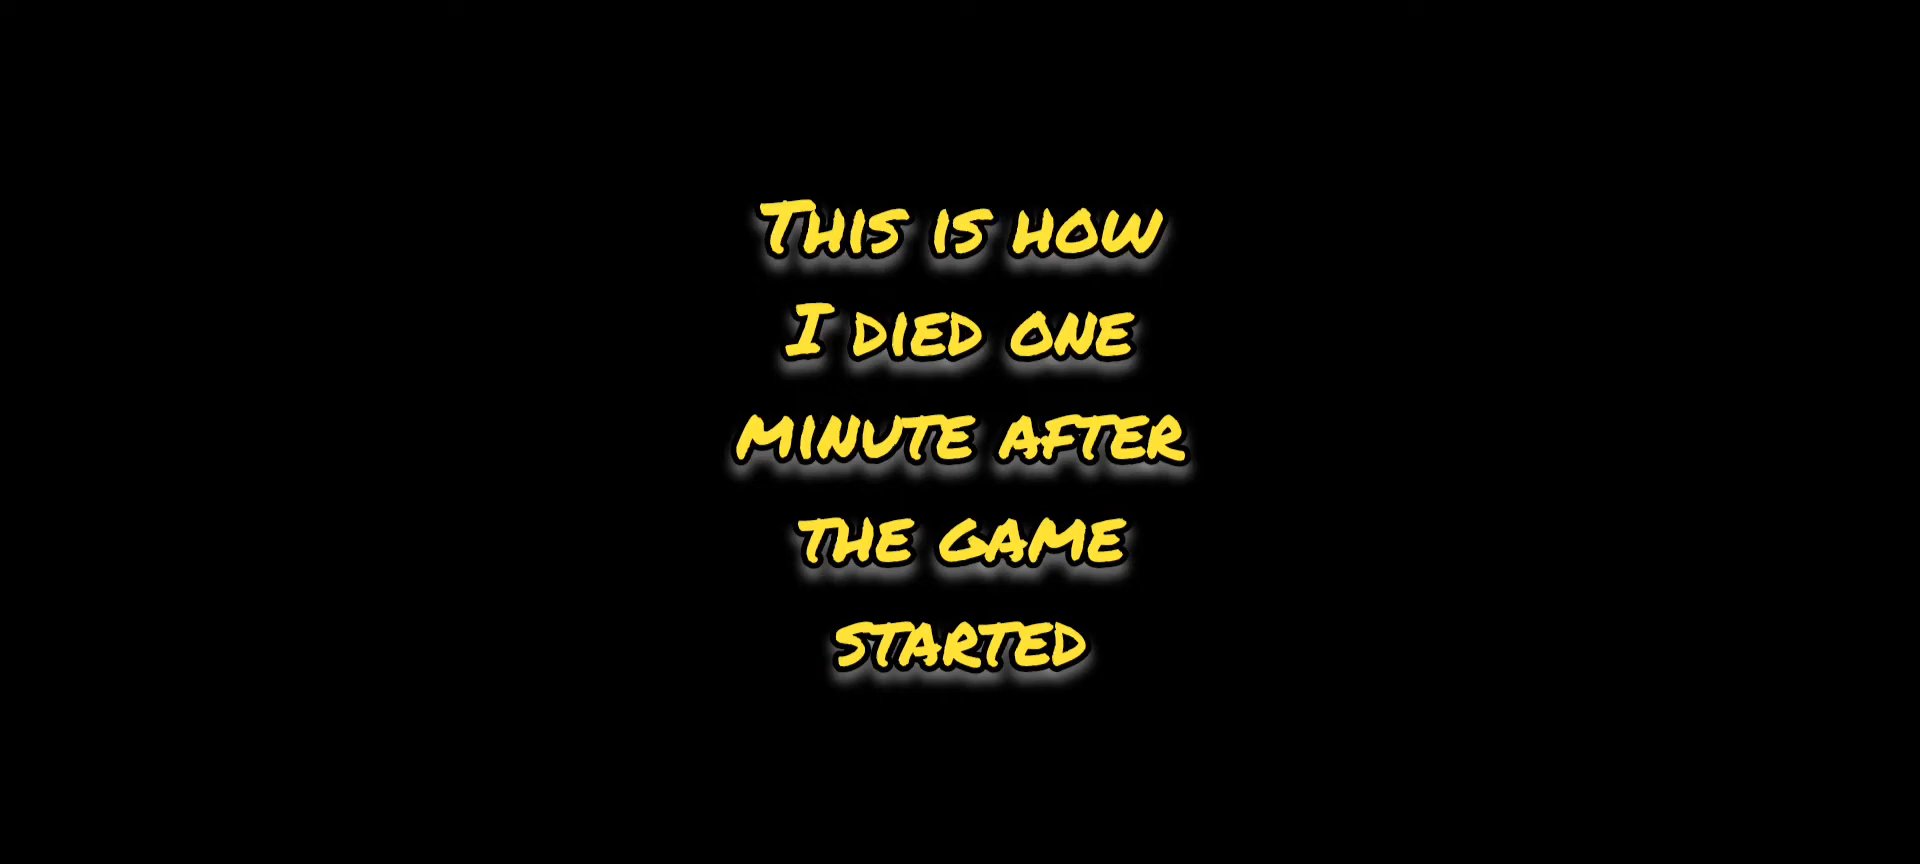 This is how
I died one
minute after
the game
started